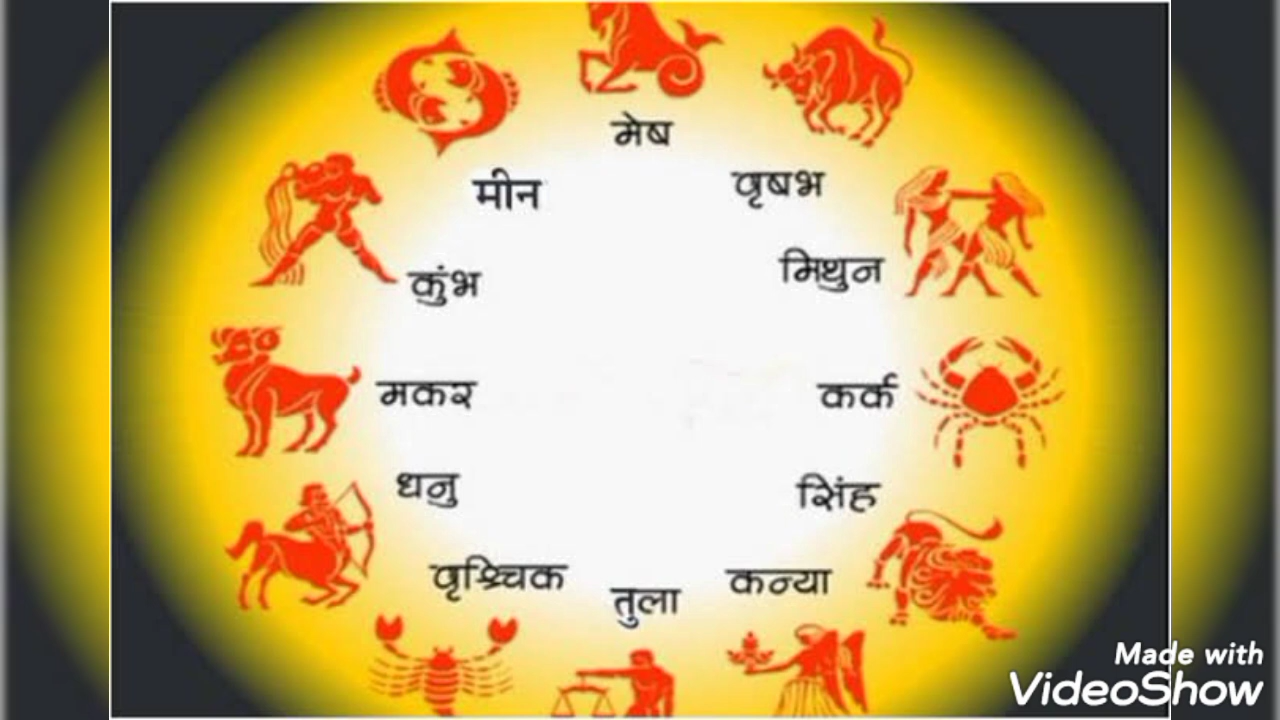 मेष
वृषभ
मिथुन
कर्क
सिंह
कन्या
तुला
वृश्चिक
धनु
मकर
कुंभ
मीन
Made with
VideoShow